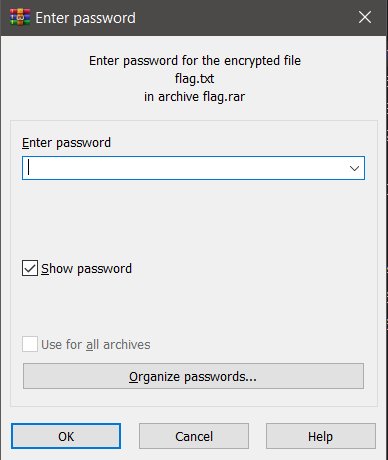 Enter password
Enter password for the encrypted file
flag.txt
in archive flag.rar
Enter password
Show password
Use for all archives
Organize passwords...
OK
Cancel
Help